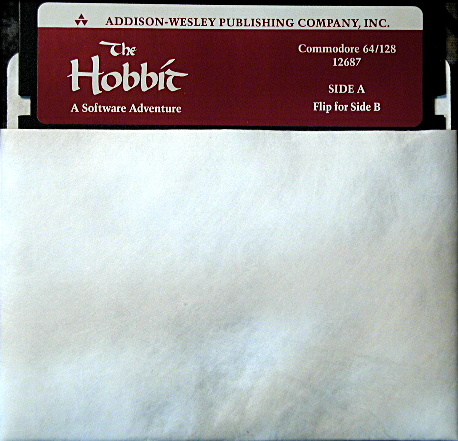 ADDISON-WESLEY PUBLISHING COMPANY, INC.
The
Hobbit
A Software Adventure
Commodore 64/128
12687
SIDE A
Flip for Side B